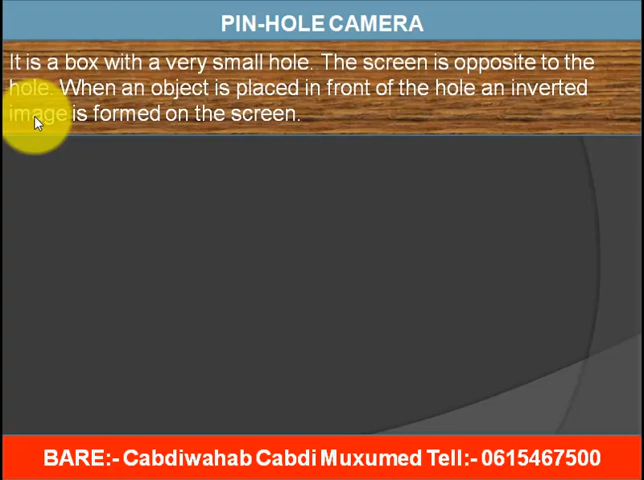 PIN-HOLE CAMERA
It is a box with a very small hole. The screen is opposite to the
hole. When an object is placed in front of the hole an inverted
image is formed on the screen.
BARE:- Cabdiwahab Cabdi Muxumed Tell:- 0615467500